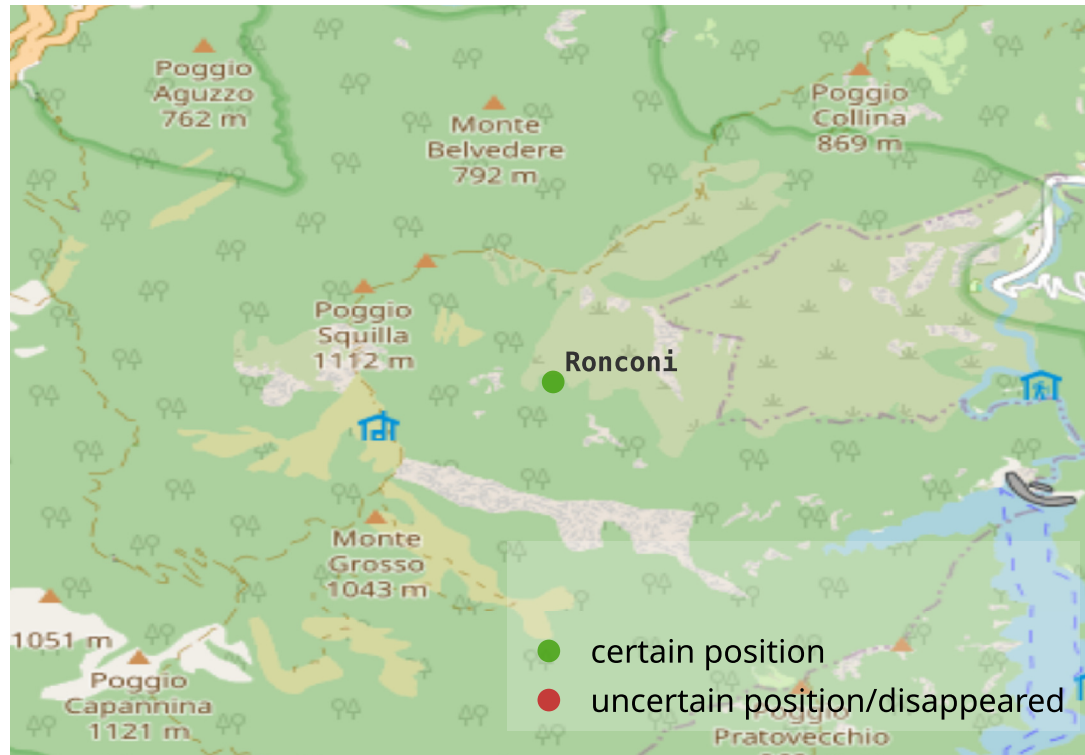 Poggio
Aguzzo
762 m
Monte
Belvedere
792 m
Poggio
Collina
869 m
Poggio
Squilla
1112 m
Ronconi
Monte
Grosso
1043 m
1051 m
Poggio
Capannina
1121 m
certain position
uncertain position/disappeared
Poggio
Pratovecchio